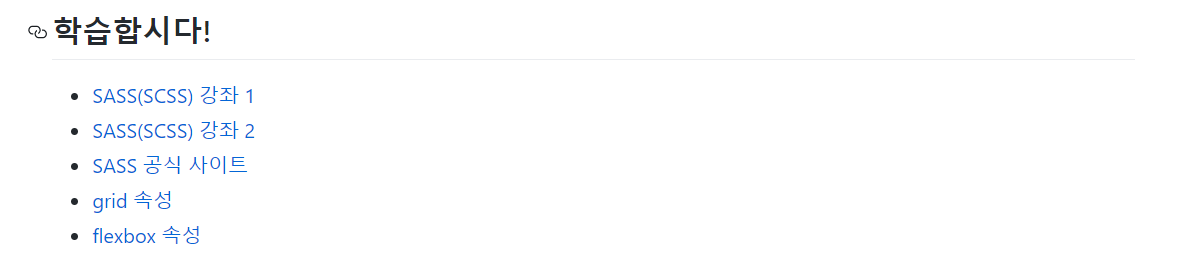 학습합시다!
SASS(SCSS) 강좌 1
SASS(SCSS) 강좌 2
SASS 공식 사이트
grid 속성
flexbox 속성